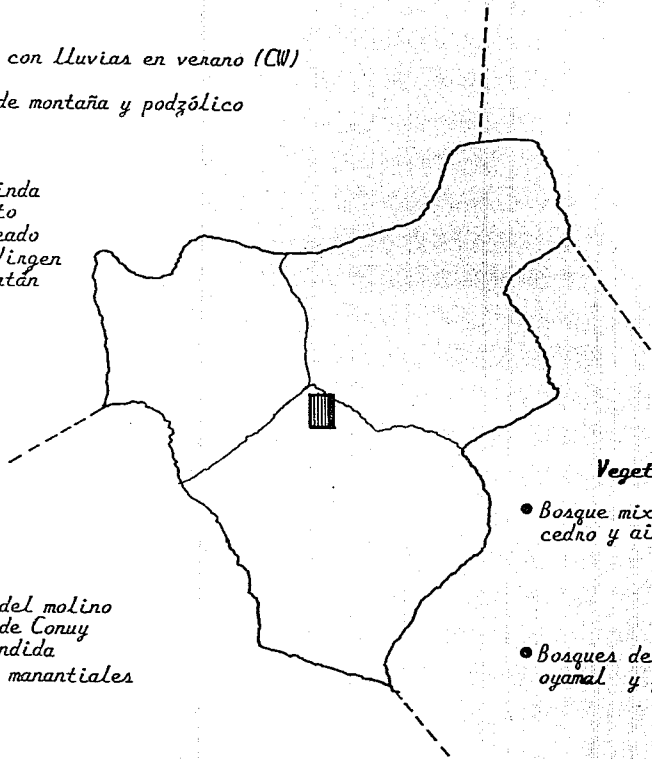 con lluvias en verano (CW)
de montaña y podzólico
inda
to
eado
Virgen
atán
Veget
• Bosque mix
cedro y ai
del molino
de Conuy
ndida
manantiales
• Bosques de
oyamal y